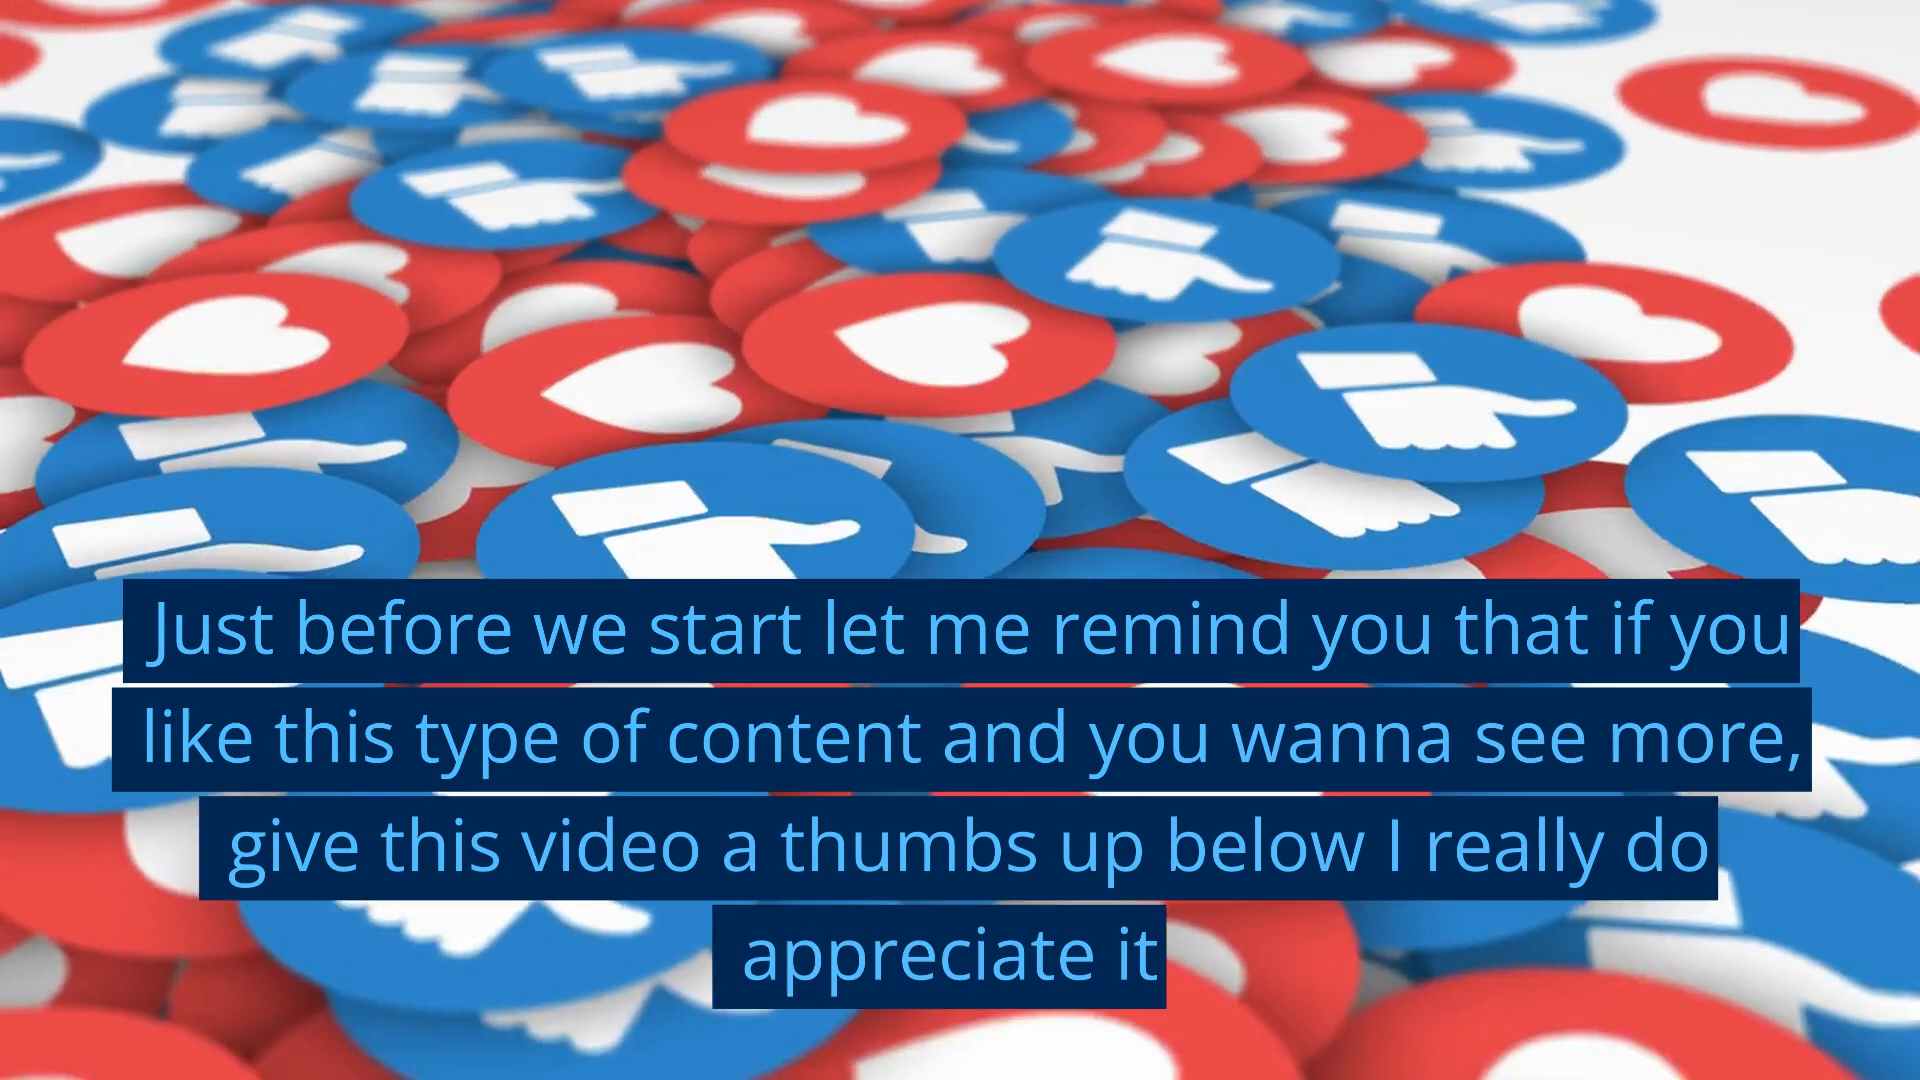 Just before we start let me remind you that if you
like this type of content and you wanna see more,
give this video a thumbs up below I really do
appreciate it